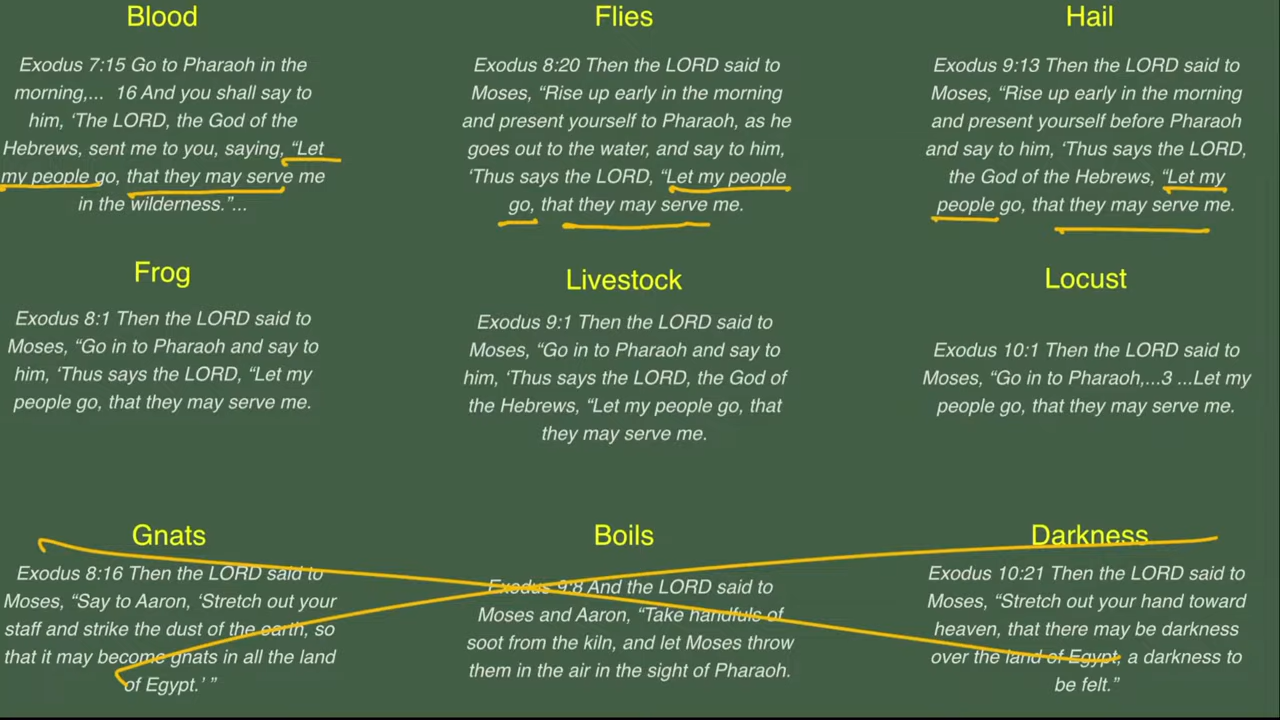 Blood
Exodus 7:15 Go to Pharaoh in the
morning,... 16 And you shall say to
him, ‘The LORD, the God of the
Hebrews, sent me to you, saying, “Let
my people go, that they may serve me
in the wilderness.”...
Flies
Exodus 8:20 Then the LORD said to
Moses, “Rise up early in the morning
and present yourself to Pharaoh, as he
goes out to the water, and say to him,
‘Thus says the LORD, “Let my people
go, that they may serve me.
Hail
Exodus 9:13 Then the LORD said to
Moses, “Rise up early in the morning
and present yourself before Pharaoh
and say to him, ‘Thus says the LORD,
the God of the Hebrews, “Let my
people go, that they may serve me.
Frog
Exodus 8:1 Then the LORD said to
Moses, “Go in to Pharaoh and say to
him, ‘Thus says the LORD, “Let my
people go, that they may serve me.
Livestock
Exodus 9:1 Then the LORD said to
Moses, “Go in to Pharaoh and say to
him, ‘Thus says the LORD, the God of
the Hebrews, “Let my people go, that
they may serve me.
Locust
Exodus 10:1 Then the LORD said to
Moses, “Go in to Pharaoh,...3 ...Let my
people go, that they may serve me.
Gnats
Exodus 8:16 Then the LORD said to
Moses, “Say to Aaron, ‘Stretch out your
staff and strike the dust of the earth, so
that it may become gnats in all the land
of Egypt.’ ”
Boils
Exodus 9:8 And the LORD said to
Moses and Aaron, “Take handfuls of
soot from the kiln, and let Moses throw
them in the air in the sight of Pharaoh.
Darkness
Exodus 10:21 Then the LORD said to
Moses, “Stretch out your hand toward
heaven, that there may be darkness
over the land of Egypt, a darkness to
be felt.”